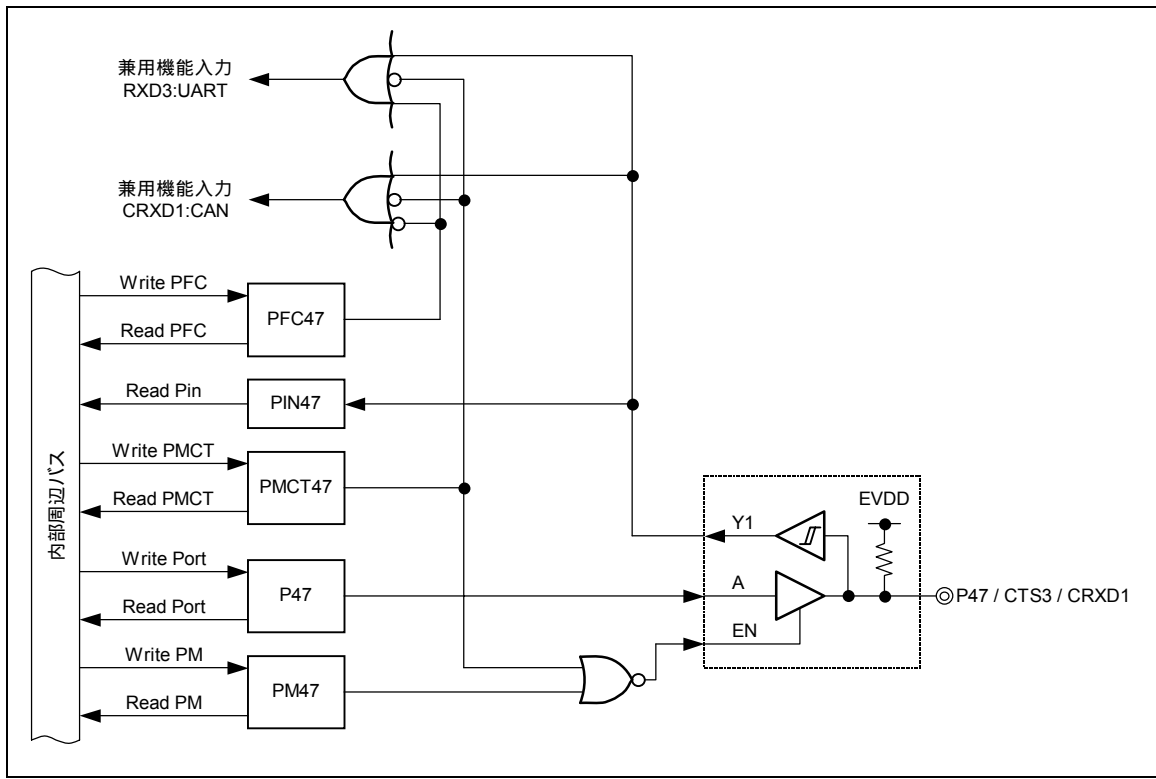 兼用機能入力
RXD3:UART
兼用機能入力
CRXD1:CAN
内部周辺バス
Write PFC
Read PFC
PFC47
Read Pin
PIN47
Write PMCT
Read PMCT
PMCT47
Write Port
Read Port
P47
Write PM
Read PM
PM47
EVDD
Y1
A
EN
P47 / CTS3 / CRXD1